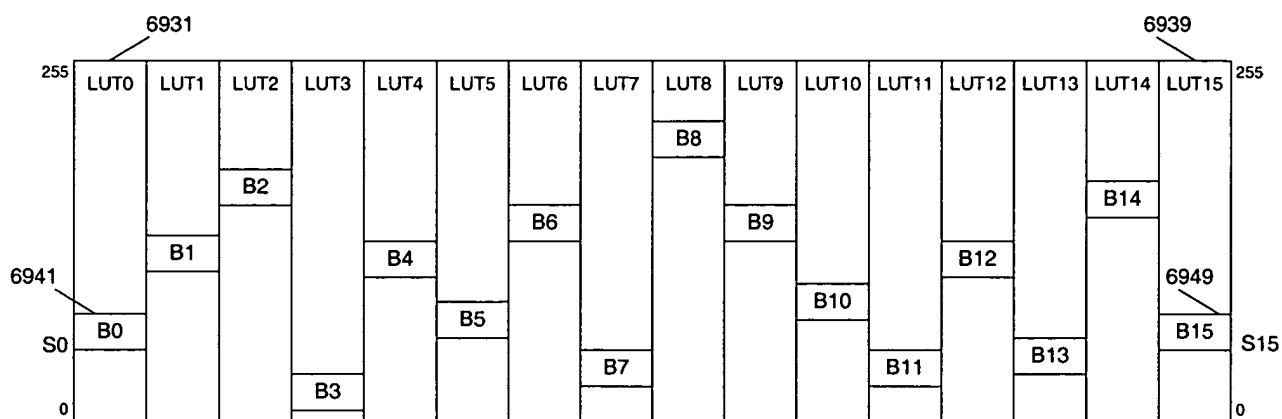 6931 6939
255 LUT0 LUT1 LUT2 LUT3 LUT4 LUT5 LUT6 LUT7 LUT8 LUT9 LUT10 LUT11 LUT12 LUT13 LUT14 LUT15 255
B8
B2
B14
B6 B9
B1
B4 B12
6941 6949
B10
B5
B0 B15
S0 S15
B13
B7 B11
B3
0 0